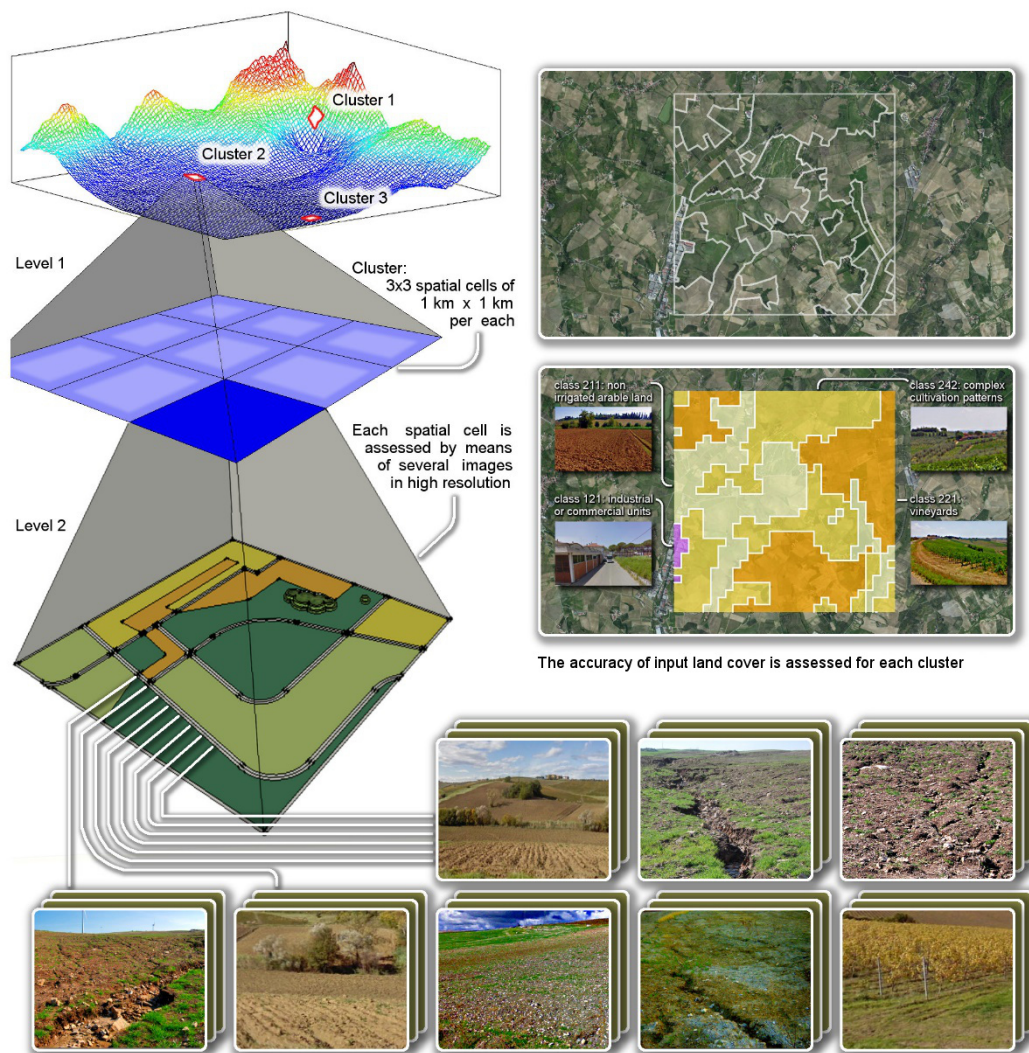 Cluster 1
Cluster 2
Cluster 3
Level 1
Cluster:
3x3 spatial cells of
1 km x 1 km
per each
Each spatial cell is
assessed by means
of several images
in high resolution
Level 2
class 211: non
irrigated arable land
class 242: complex
cultivation patterns
class 121: industrial
or commercial units
class 221:
vineyards
The accuracy of input land cover is assessed for each cluster